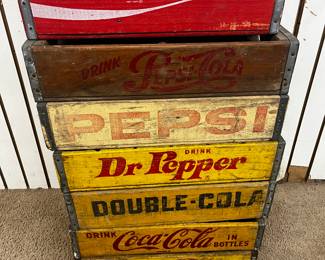 DRINK Pepsi-Cola
PEPSI
DRINK
Dr Pepper
DOUBLE-COLA
DRINK Coca-Cola IN
BOTTLES